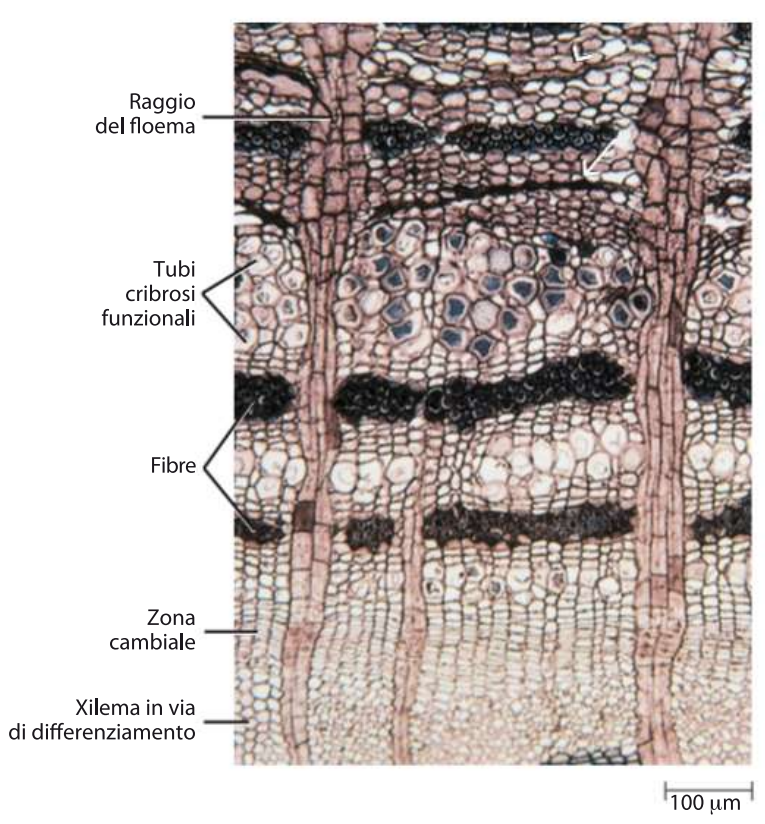 Raggio
del floema
Tubi
cribrosi
funzionali
Fibre
Zona
cambiale
Xilema in via
di differenziamento
100 μm